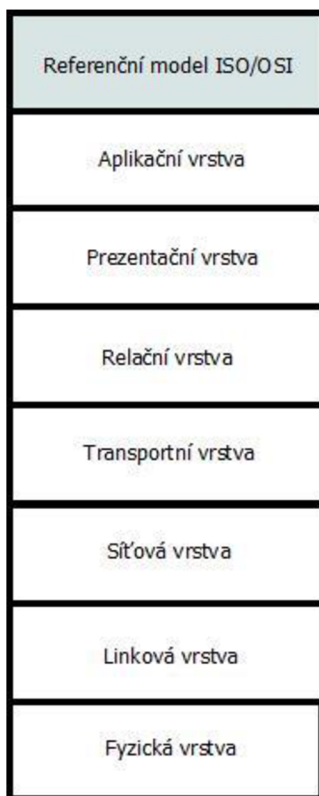 Referenční model ISO/OSI
Aplikační vrstva
Prezentační vrstva
Relační vrstva
Transportní vrstva
Síťová vrstva
Linková vrstva
Fyzická vrstva